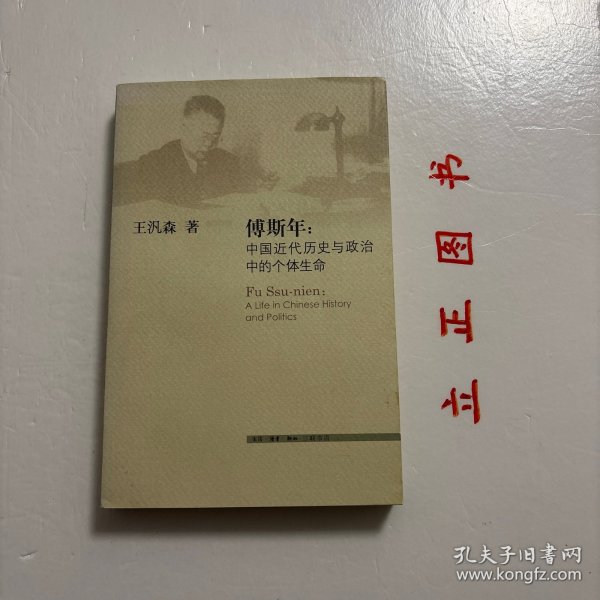 王汎森 著
傅斯年：
中国近代历史与政治
中的个体生命
Fu Ssu-nien：
A Life in Chinese History
and Politics
生活·读书·新知 三联书店
立正图书
孔夫子旧书网
www.kongfz.com